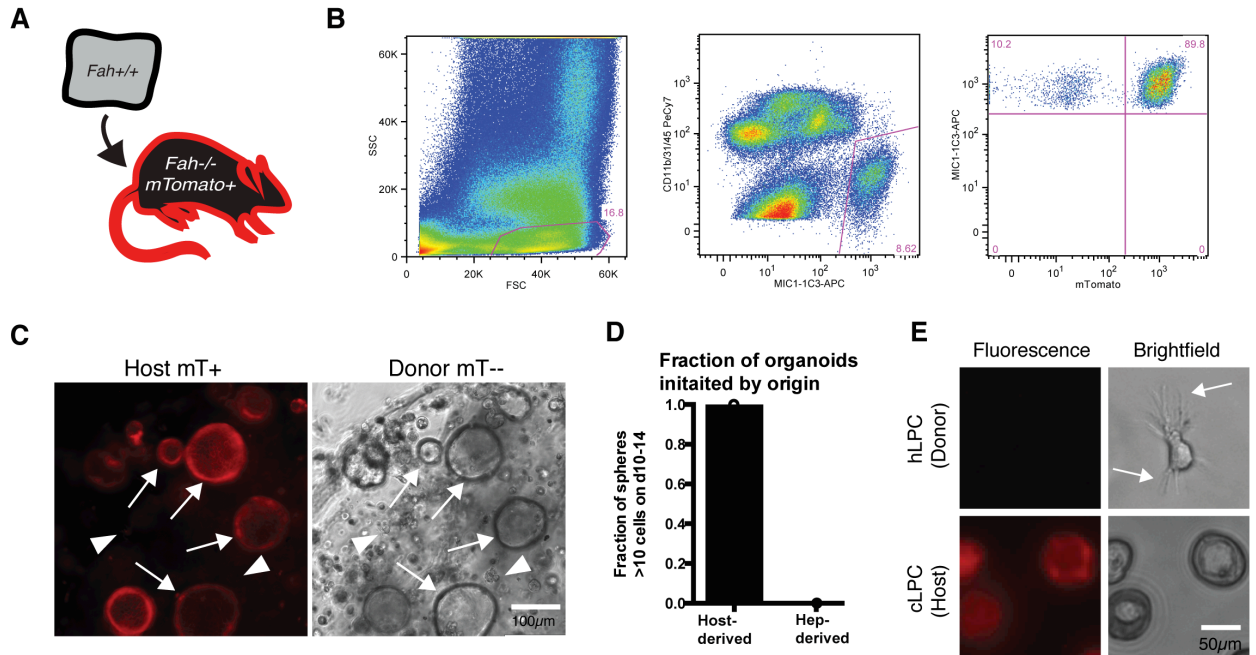 A
Fah+/+
Fah-/-
mTomato+
B
60K
40K
20K
0
SSC
16.8
0
20K
40K
60K
FSC
10³
10²
10¹
0
CD11b/31/45 PeCy7
8.62
0
10¹
10²
10³
MIC1-1C3-APC
10.2
89.8
10³
10²
10¹
0
MIC1-1C3-APC
0
0
0
10¹
10²
10³
mTomato
C
Host mT+
Donor mT--
100µm
D
Fraction of organoids
initaited by origin
1.0
0.8
0.6
0.4
0.2
0.0
Fraction of spheres
>10 cells on d10-14
Host-
derived
Hep-
derived
E
Fluorescence
Brightfield
hLPC
(Donor)
cLPC
(Host)
50µm